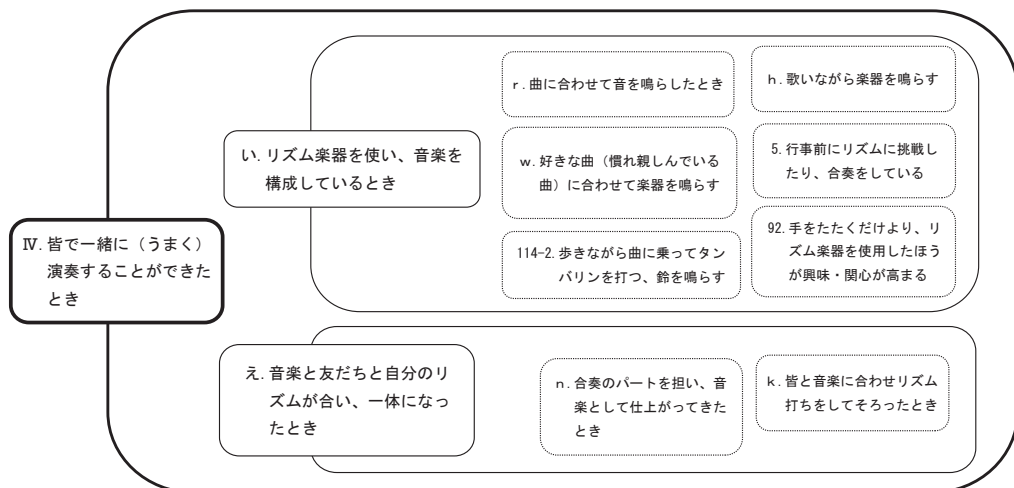 Ⅳ. 皆で一緒に（うまく）
演奏することができた
とき
い. リズム楽器を使い、音楽を
構成しているとき
r. 曲に合わせて音を鳴らしたとき
h. 歌いながら楽器を鳴らす
w. 好きな曲（慣れ親しんでいる
曲）に合わせて楽器を鳴らす
5. 行事前にリズムに挑戦し
たり、合奏をしている
114-2. 歩きながら曲に乗ってタン
バリンを打つ、鈴を鳴らす
92. 手をたたくだけより、リ
ズム楽器を使用したほう
が興味・関心が高まる
え. 音楽と友だちと自分のリ
ズムが合い、一体になっ
たとき
n. 合奏のパートを担い、音
楽として仕上がってきた
とき
k. 皆と音楽に合わせリズム
打ちをしてそろったとき